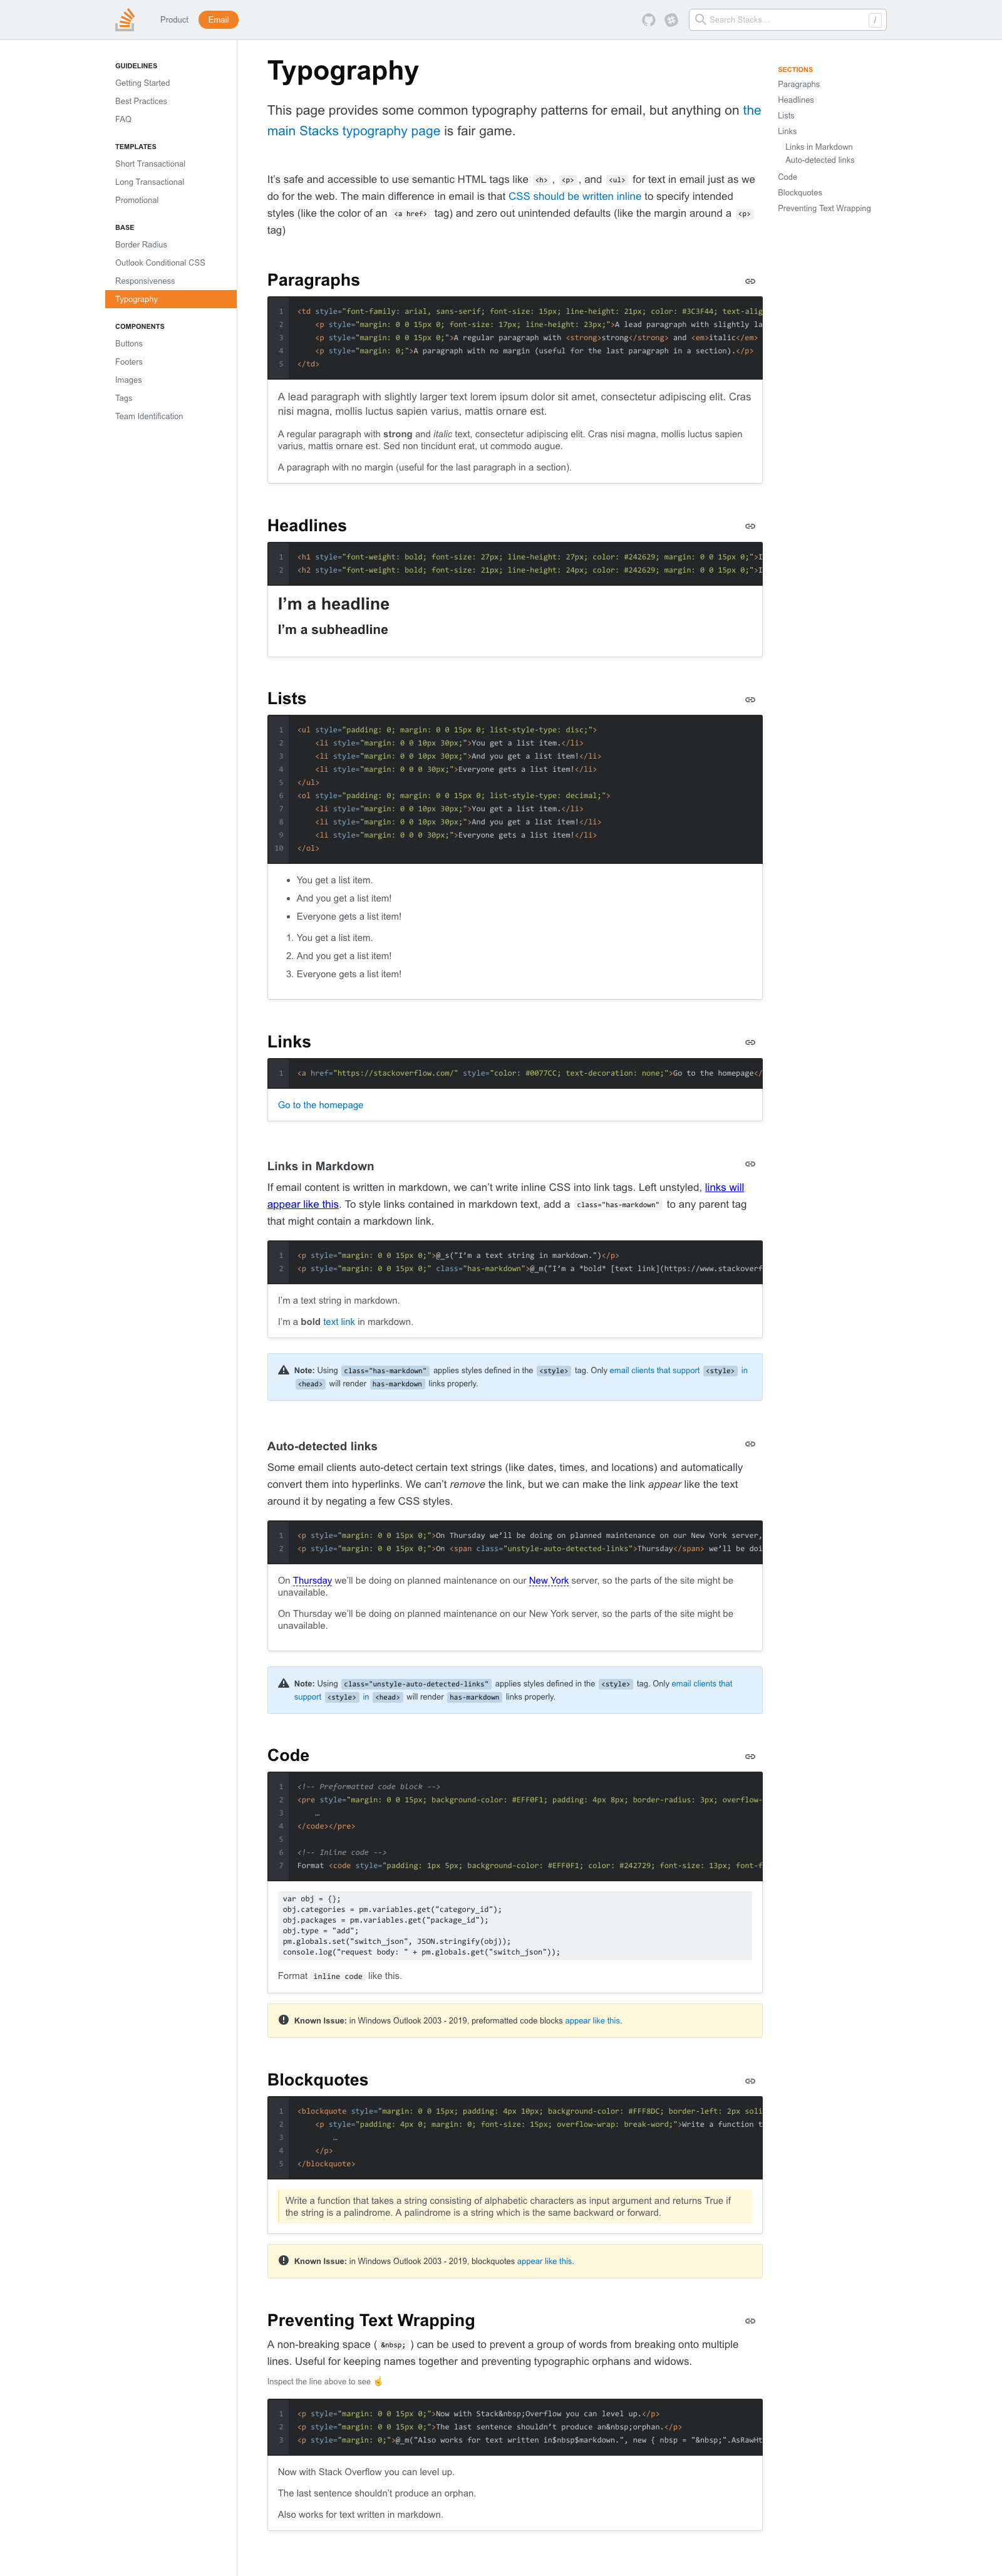 Product
Email
Search Stacks…
/
GUIDELINES
Getting Started
Best Practices
FAQ
TEMPLATES
Short Transactional
Long Transactional
Promotional
BASE
Border Radius
Outlook Conditional CSS
Responsiveness
Typography
COMPONENTS
Buttons
Footers
Images
Tags
Team Identification
Typography
This page provides some common typography patterns for email, but anything on the
main Stacks typography page is fair game.
It’s safe and accessible to use semantic HTML tags like <h>, <p>, and <ul> for text in email just as we
do for the web. The main difference in email is that CSS should be written inline to specify intended
styles (like the color of an <a href> tag) and zero out unintended defaults (like the margin around a <p>
tag)
Paragraphs
1 <td style="font-family: arial, sans-serif; font-size: 15px; line-height: 21px; color: #3C3F44; text-alig
2 <p style="margin: 0 0 15px 0; font-size: 17px; line-height: 23px;">A lead paragraph with slightly la
3 <p style="margin: 0 0 15px 0;">A regular paragraph with <strong>strong</strong> and <em>italic</em>
4 <p style="margin: 0;">A paragraph with no margin (useful for the last paragraph in a section).</p>
5 </td>
A lead paragraph with slightly larger text lorem ipsum dolor sit amet, consectetur adipiscing elit. Cras
nisi magna, mollis luctus sapien varius, mattis ornare est.
A regular paragraph with strong and italic text, consectetur adipiscing elit. Cras nisi magna, mollis luctus sapien
varius, mattis ornare est. Sed non tincidunt erat, ut commodo augue.
A paragraph with no margin (useful for the last paragraph in a section).
Headlines
1 <h1 style="font-weight: bold; font-size: 27px; line-height: 27px; color: #242629; margin: 0 0 15px 0;">I
2 <h2 style="font-weight: bold; font-size: 21px; line-height: 24px; color: #242629; margin: 0 0 15px 0;">I
I’m a headline
I’m a subheadline
Lists
1 <ul style="padding: 0; margin: 0 0 15px 0; list-style-type: disc;">
2 <li style="margin: 0 0 10px 30px;">You get a list item.</li>
3 <li style="margin: 0 0 10px 30px;">And you get a list item!</li>
4 <li style="margin: 0 0 0 30px;">Everyone gets a list item!</li>
5 </ul>
6 <ol style="padding: 0; margin: 0 0 15px 0; list-style-type: decimal;">
7 <li style="margin: 0 0 10px 30px;">You get a list item.</li>
8 <li style="margin: 0 0 10px 30px;">And you get a list item!</li>
9 <li style="margin: 0 0 0 30px;">Everyone gets a list item!</li>
10 </ol>
• You get a list item.
• And you get a list item!
• Everyone gets a list item!
1. You get a list item.
2. And you get a list item!
3. Everyone gets a list item!
Links
1 <a href="https://stackoverflow.com/" style="color: #0077CC; text-decoration: none;">Go to the homepage</
Go to the homepage
Links in Markdown
If email content is written in markdown, we can’t write inline CSS into link tags. Left unstyled, links will
appear like this. To style links contained in markdown text, add a class="has-markdown" to any parent tag
that might contain a markdown link.
1 <p style="margin: 0 0 15px 0;">@_s("I’m a text string in markdown.")</p>
2 <p style="margin: 0 0 15px 0;" class="has-markdown">@_m("I’m a *bold* [text link](https://www.stackoverf
I’m a text string in markdown.
I’m a bold text link in markdown.
Note: Using class="has-markdown" applies styles defined in the <style> tag. Only email clients that support <style> in
<head> will render has-markdown links properly.
Auto-detected links
Some email clients auto-detect certain text strings (like dates, times, and locations) and automatically
convert them into hyperlinks. We can’t remove the link, but we can make the link appear like the text
around it by negating a few CSS styles.
1 <p style="margin: 0 0 15px 0;">On Thursday we’ll be doing on planned maintenance on our New York server,
2 <p style="margin: 0 0 15px 0;">On <span class="unstyle-auto-detected-links">Thursday</span> we’ll be doi
On Thursday we’ll be doing on planned maintenance on our New York server, so the parts of the site might be
unavailable.
On Thursday we’ll be doing on planned maintenance on our New York server, so the parts of the site might be
unavailable.
Note: Using class="unstyle-auto-detected-links" applies styles defined in the <style> tag. Only email clients that
support <style> in <head> will render has-markdown links properly.
Code
1 <!-- Preformatted code block -->
2 <pre style="margin: 0 0 15px; background-color: #EFF0F1; padding: 4px 8px; border-radius: 3px; overflow-
3 …
4 </code></pre>
5
6 <!-- Inline code -->
7 Format <code style="padding: 1px 5px; background-color: #EFF0F1; color: #242729; font-size: 13px; font-f
var obj = {};
obj.categories = pm.variables.get("category_id");
obj.packages = pm.variables.get("package_id");
obj.type = "add";
pm.globals.set("switch_json", JSON.stringify(obj));
console.log("request body: " + pm.globals.get("switch_json"));
Format inline code like this.
Known Issue: in Windows Outlook 2003 - 2019, preformatted code blocks appear like this.
Blockquotes
1 <blockquote style="margin: 0 0 15px; padding: 4px 10px; background-color: #FFF8DC; border-left: 2px soli
2 <p style="padding: 4px 0; margin: 0; font-size: 15px; overflow-wrap: break-word;">Write a function t
3 …
4 </p>
5 </blockquote>
Write a function that takes a string consisting of alphabetic characters as input argument and returns True if
the string is a palindrome. A palindrome is a string which is the same backward or forward.
Known Issue: in Windows Outlook 2003 - 2019, blockquotes appear like this.
Preventing Text Wrapping
A non-breaking space (&nbsp;) can be used to prevent a group of words from breaking onto multiple
lines. Useful for keeping names together and preventing typographic orphans and widows.
Inspect the line above to see ☝
1 <p style="margin: 0 0 15px 0;">Now with Stack&nbsp;Overflow you can level up.</p>
2 <p style="margin: 0 0 15px 0;">The last sentence shouldn’t produce an&nbsp;orphan.</p>
3 <p style="margin: 0;">@_m("Also works for text written in$nbsp$markdown.", new { nbsp = "&nbsp;".AsRawHt
Now with Stack Overflow you can level up.
The last sentence shouldn’t produce an orphan.
Also works for text written in markdown.
SECTIONS
Paragraphs
Headlines
Lists
Links
Links in Markdown
Auto-detected links
Code
Blockquotes
Preventing Text Wrapping